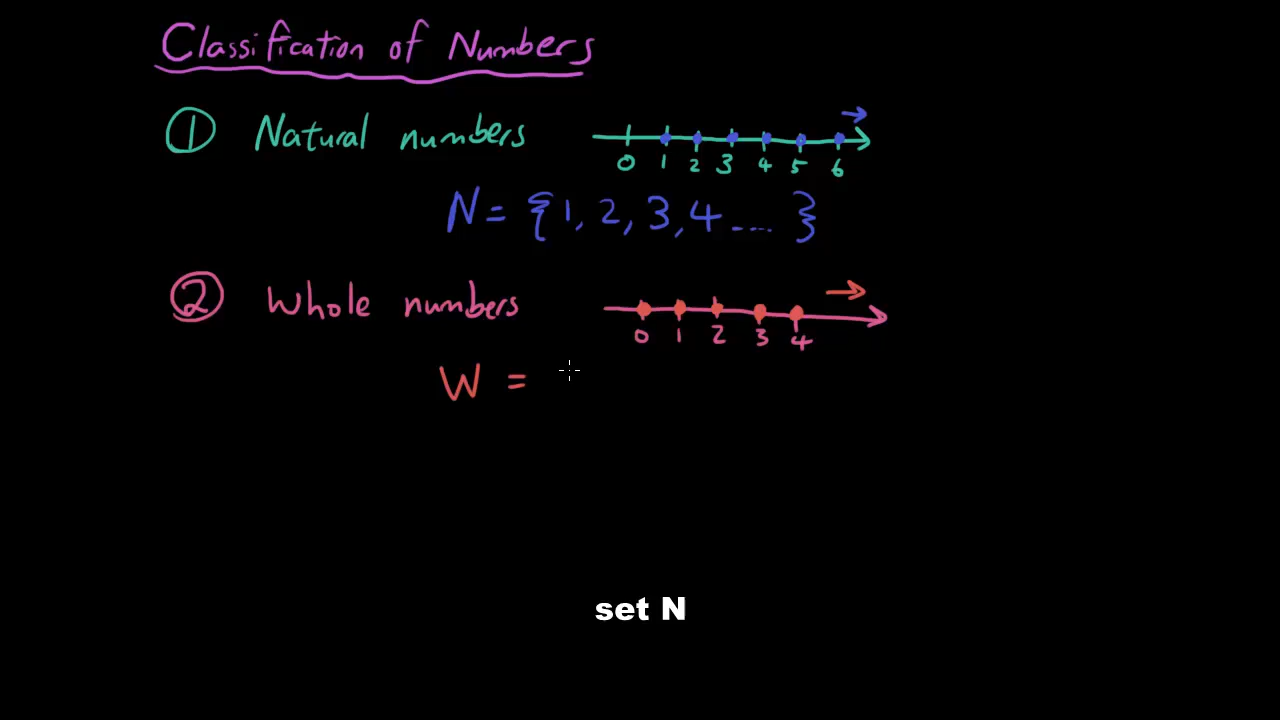 Classification of Numbers
① Natural numbers
0 1 2 3 4 5 6
N = {1, 2, 3, 4 .... }
② Whole numbers
0 1 2 3 4
W =
set N